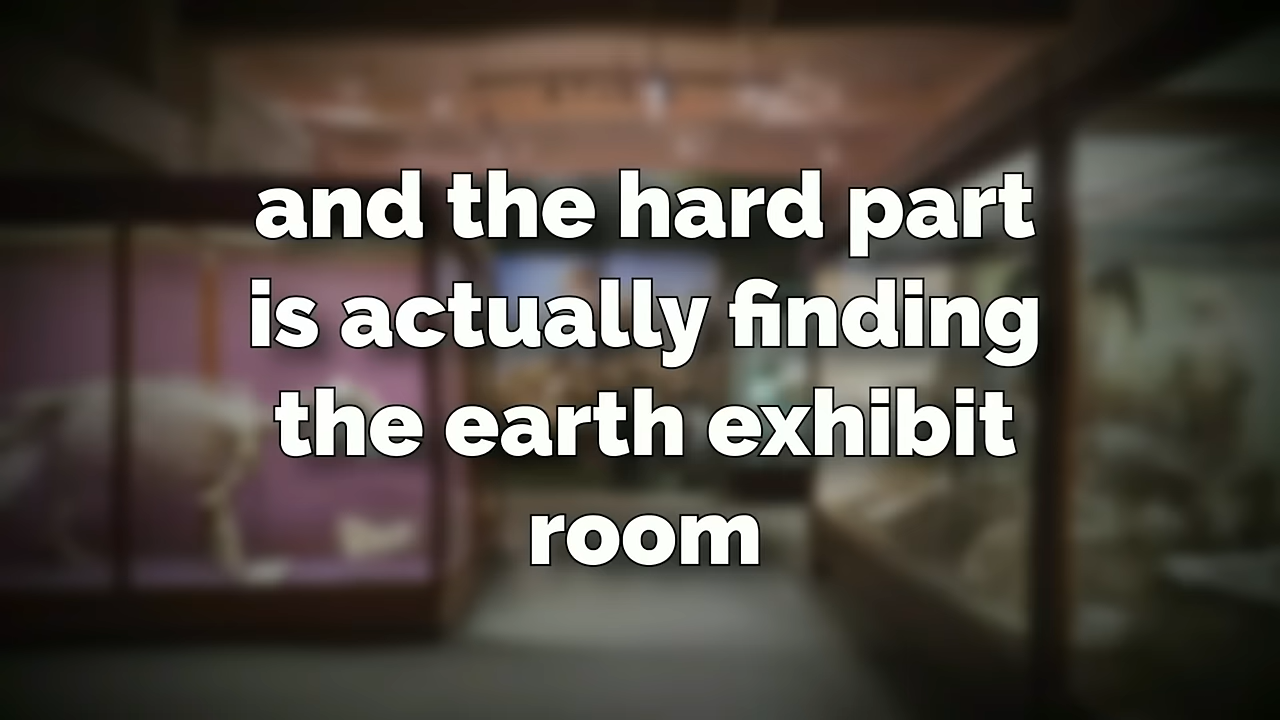 and the hard part
is actually finding
the earth exhibit
room